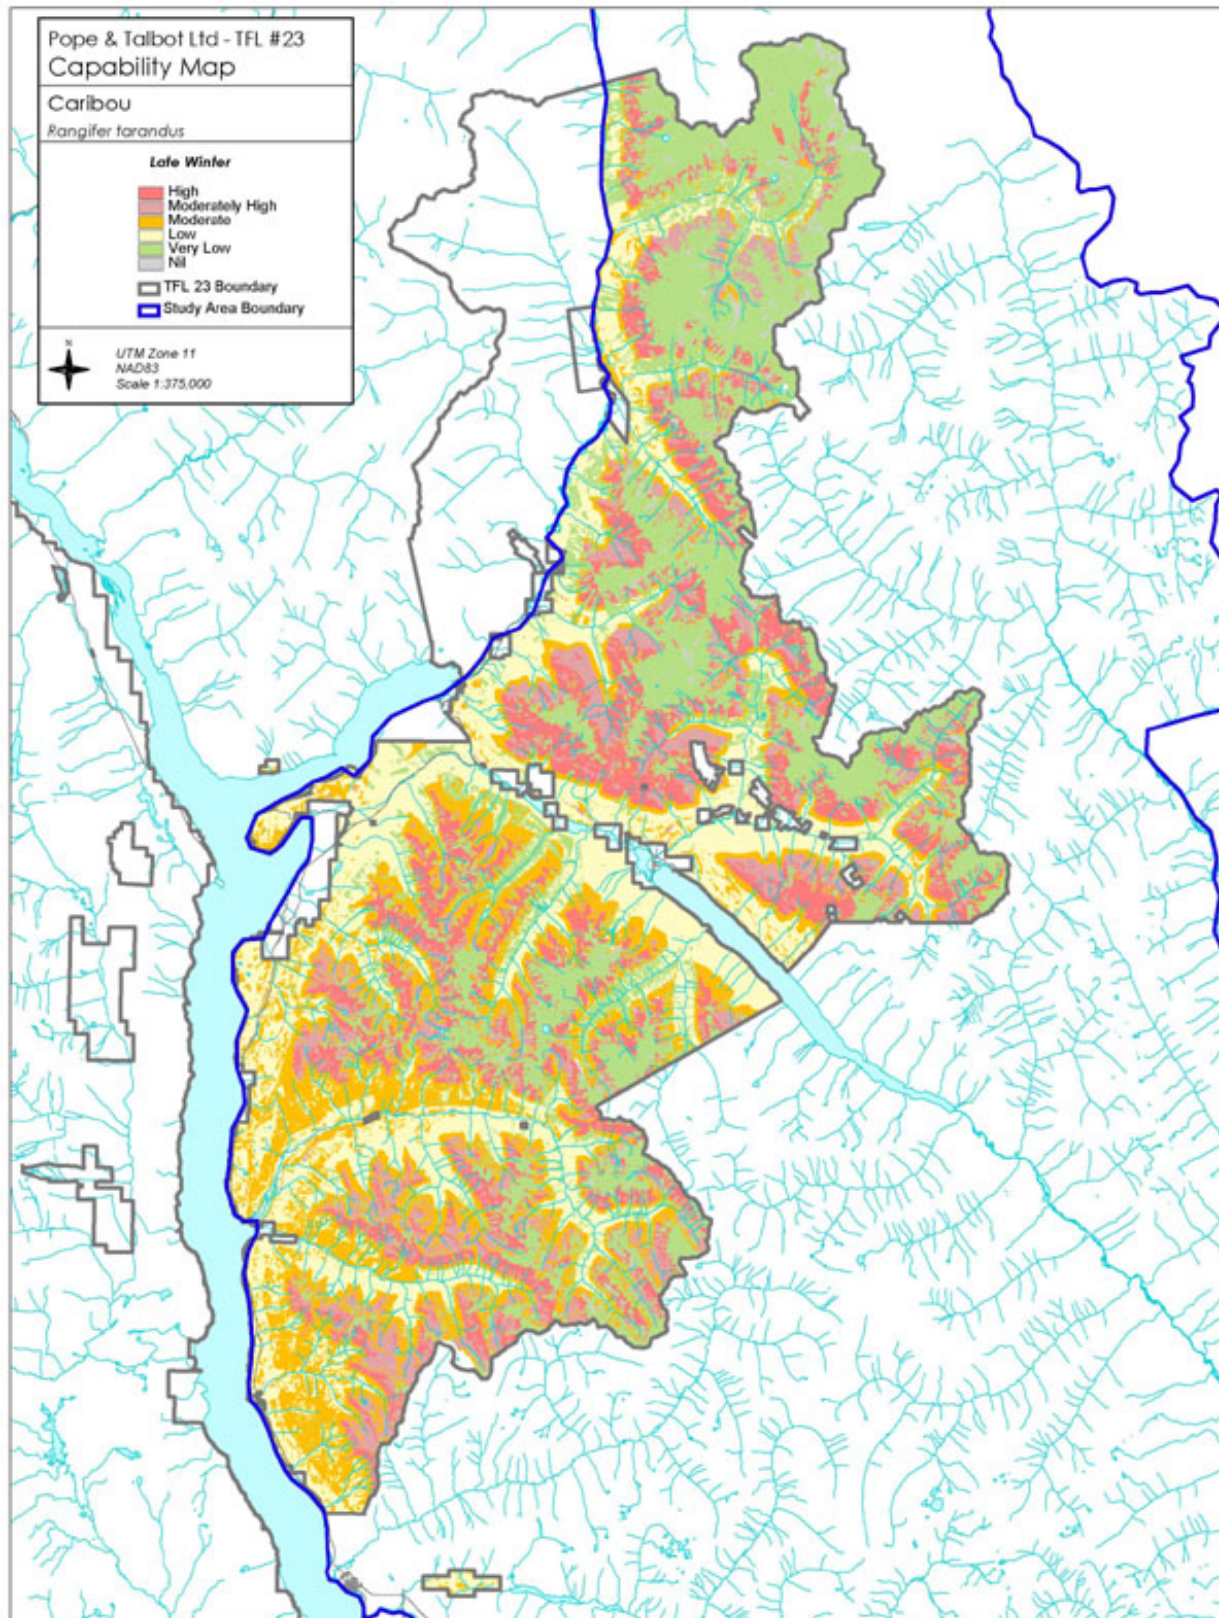 Pope & Talbot Ltd - TFL #23
Capability Map
Caribou
Rangifer tarandus
Late Winter
High
Moderately High
Moderate
Low
Very Low
Nil
TFL 23 Boundary
Study Area Boundary
N
UTM Zone 11
NAD83
Scale 1:375,000